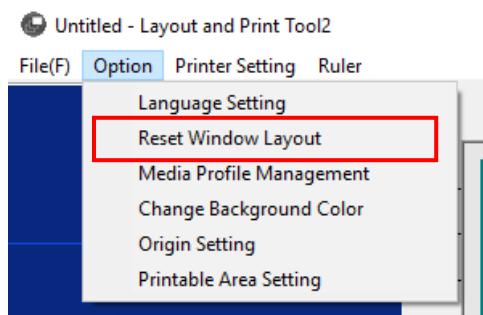 Untitled - Layout and Print Tool2
File(F) Option Printer Setting Ruler
Language Setting
Reset Window Layout
Media Profile Management
Change Background Color
Origin Setting
Printable Area Setting